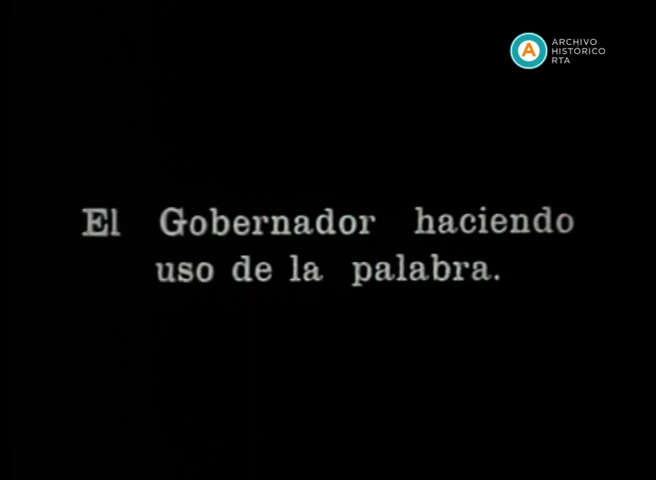 A
ARCHIVO
HISTÓRICO
RTA
El Gobernador haciendo
uso de la palabra.